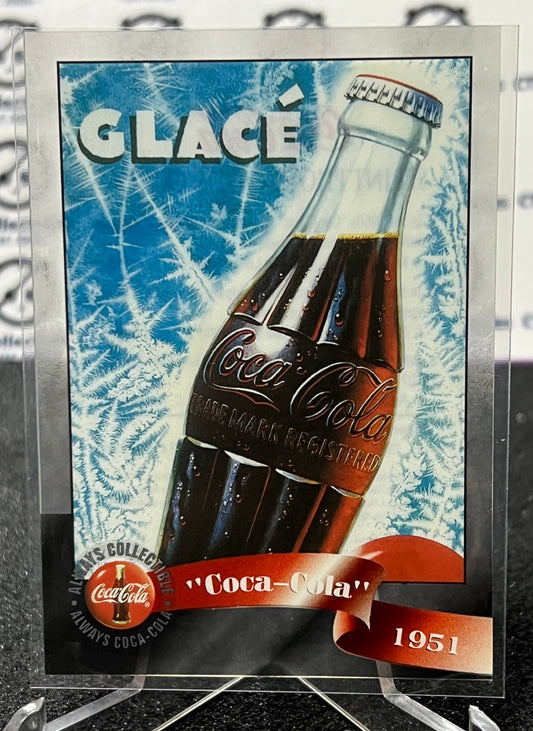 GLACÉ
Coca-Cola
TRADE MARK REGISTERED
ALWAYS COLLECTIBLE
Coca-Cola
ALWAYS COCA-COLA
"Coca-Cola"
1951